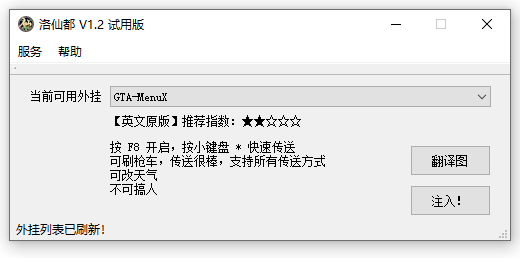 洛仙都 V1.2 试用版
服务 帮助
当前可用外挂 GTA-MenuX
【英文原版】推荐指数：★★☆☆☆
按 F8 开启，按小键盘 * 快速传送
可刷枪车，传送很棒，支持所有传送方式
可改天气
不可搞人
翻译图
注入！
外挂列表已刷新！